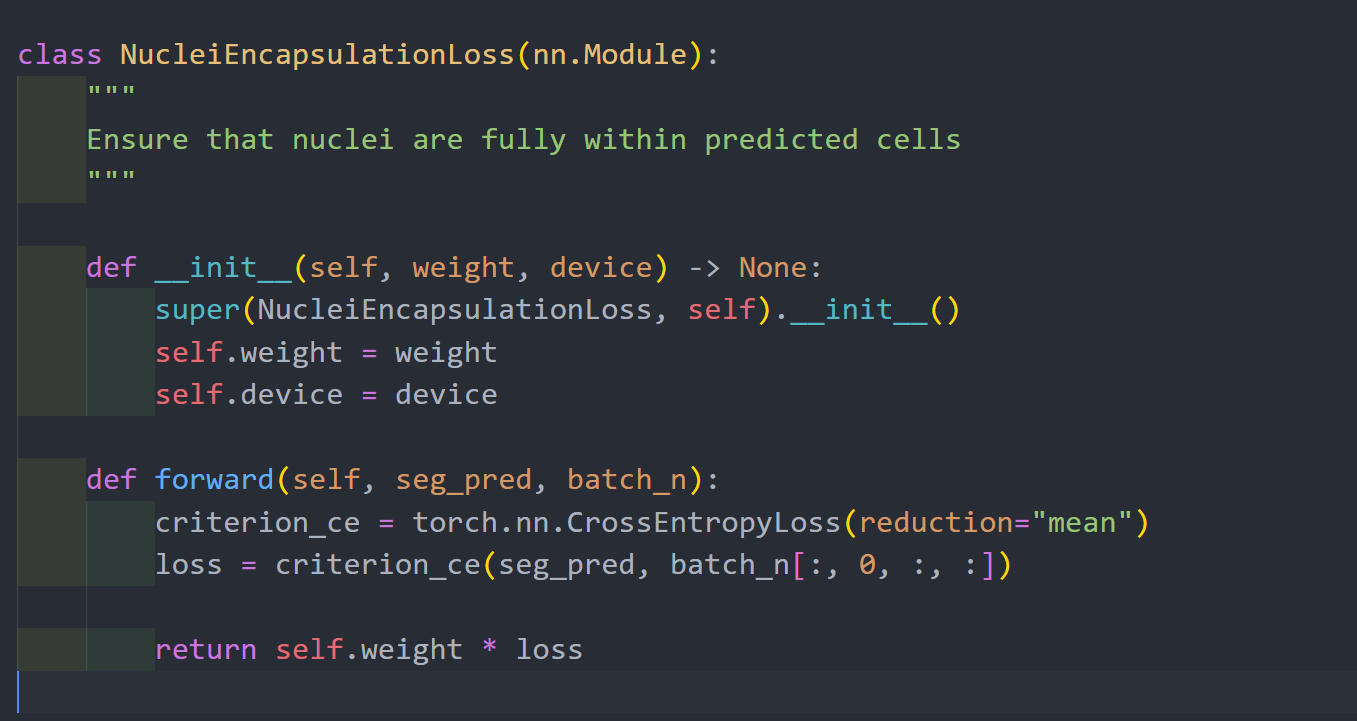 class NucleiEncapsulationLoss(nn.Module):
    """
    Ensure that nuclei are fully within predicted cells
    """

    def __init__(self, weight, device) -> None:
        super(NucleiEncapsulationLoss, self).__init__()
        self.weight = weight
        self.device = device

    def forward(self, seg_pred, batch_n):
        criterion_ce = torch.nn.CrossEntropyLoss(reduction="mean")
        loss = criterion_ce(seg_pred, batch_n[:, 0, :, :])

        return self.weight * loss